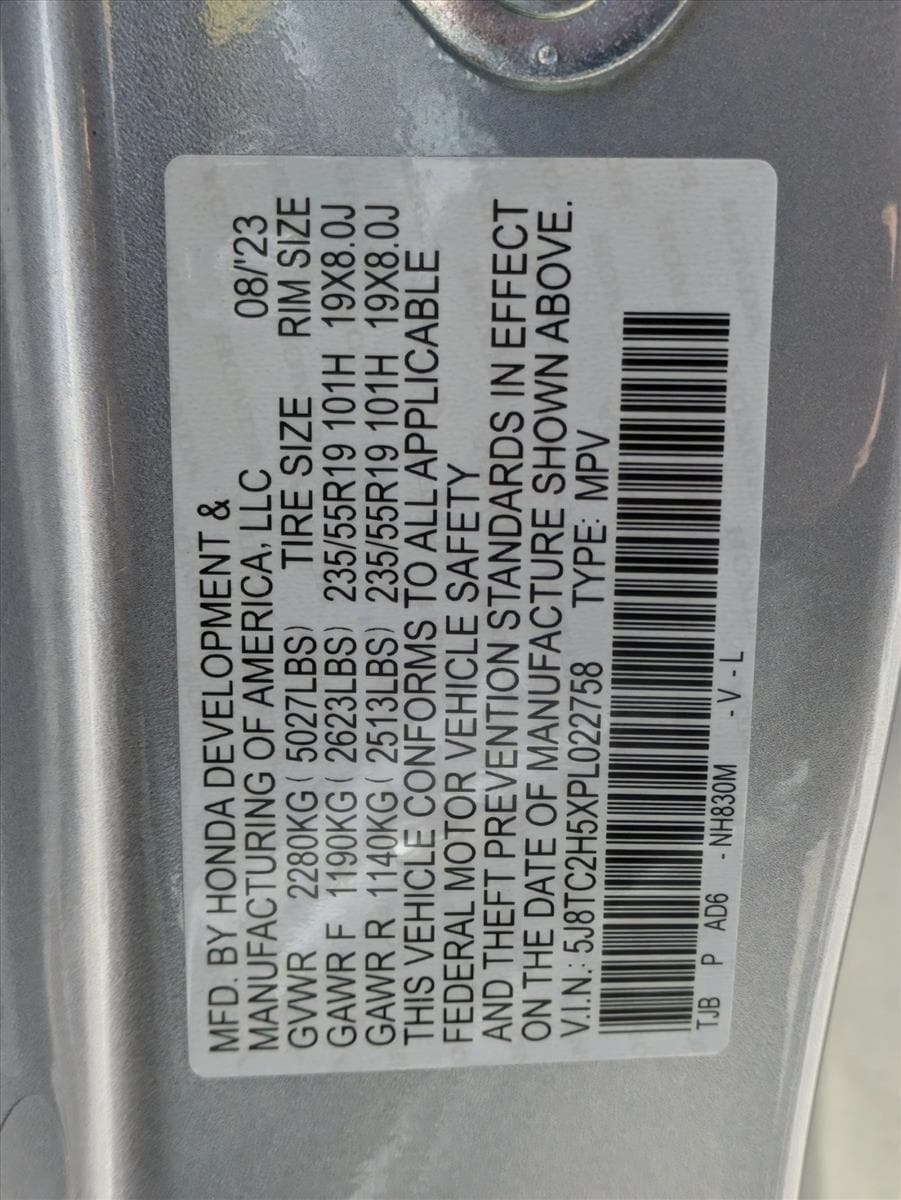 MFD. BY HONDA DEVELOPMENT &
MANUFACTURING OF AMERICA, LLC 08/'23
GVWR 2280KG ( 5027LBS) TIRE SIZE RIM SIZE
GAWR F 1190KG ( 2623LBS) 235/55R19 101H 19X8.0J
GAWR R 1140KG ( 2513LBS) 235/55R19 101H 19X8.0J
THIS VEHICLE CONFORMS TO ALL APPLICABLE
FEDERAL MOTOR VEHICLE SAFETY
AND THEFT PREVENTION STANDARDS IN EFFECT
ON THE DATE OF MANUFACTURE SHOWN ABOVE.
V.I.N.: 5J8TC2H5XPL022758 TYPE: MPV
TJB P AD6 - NH830M - V - L